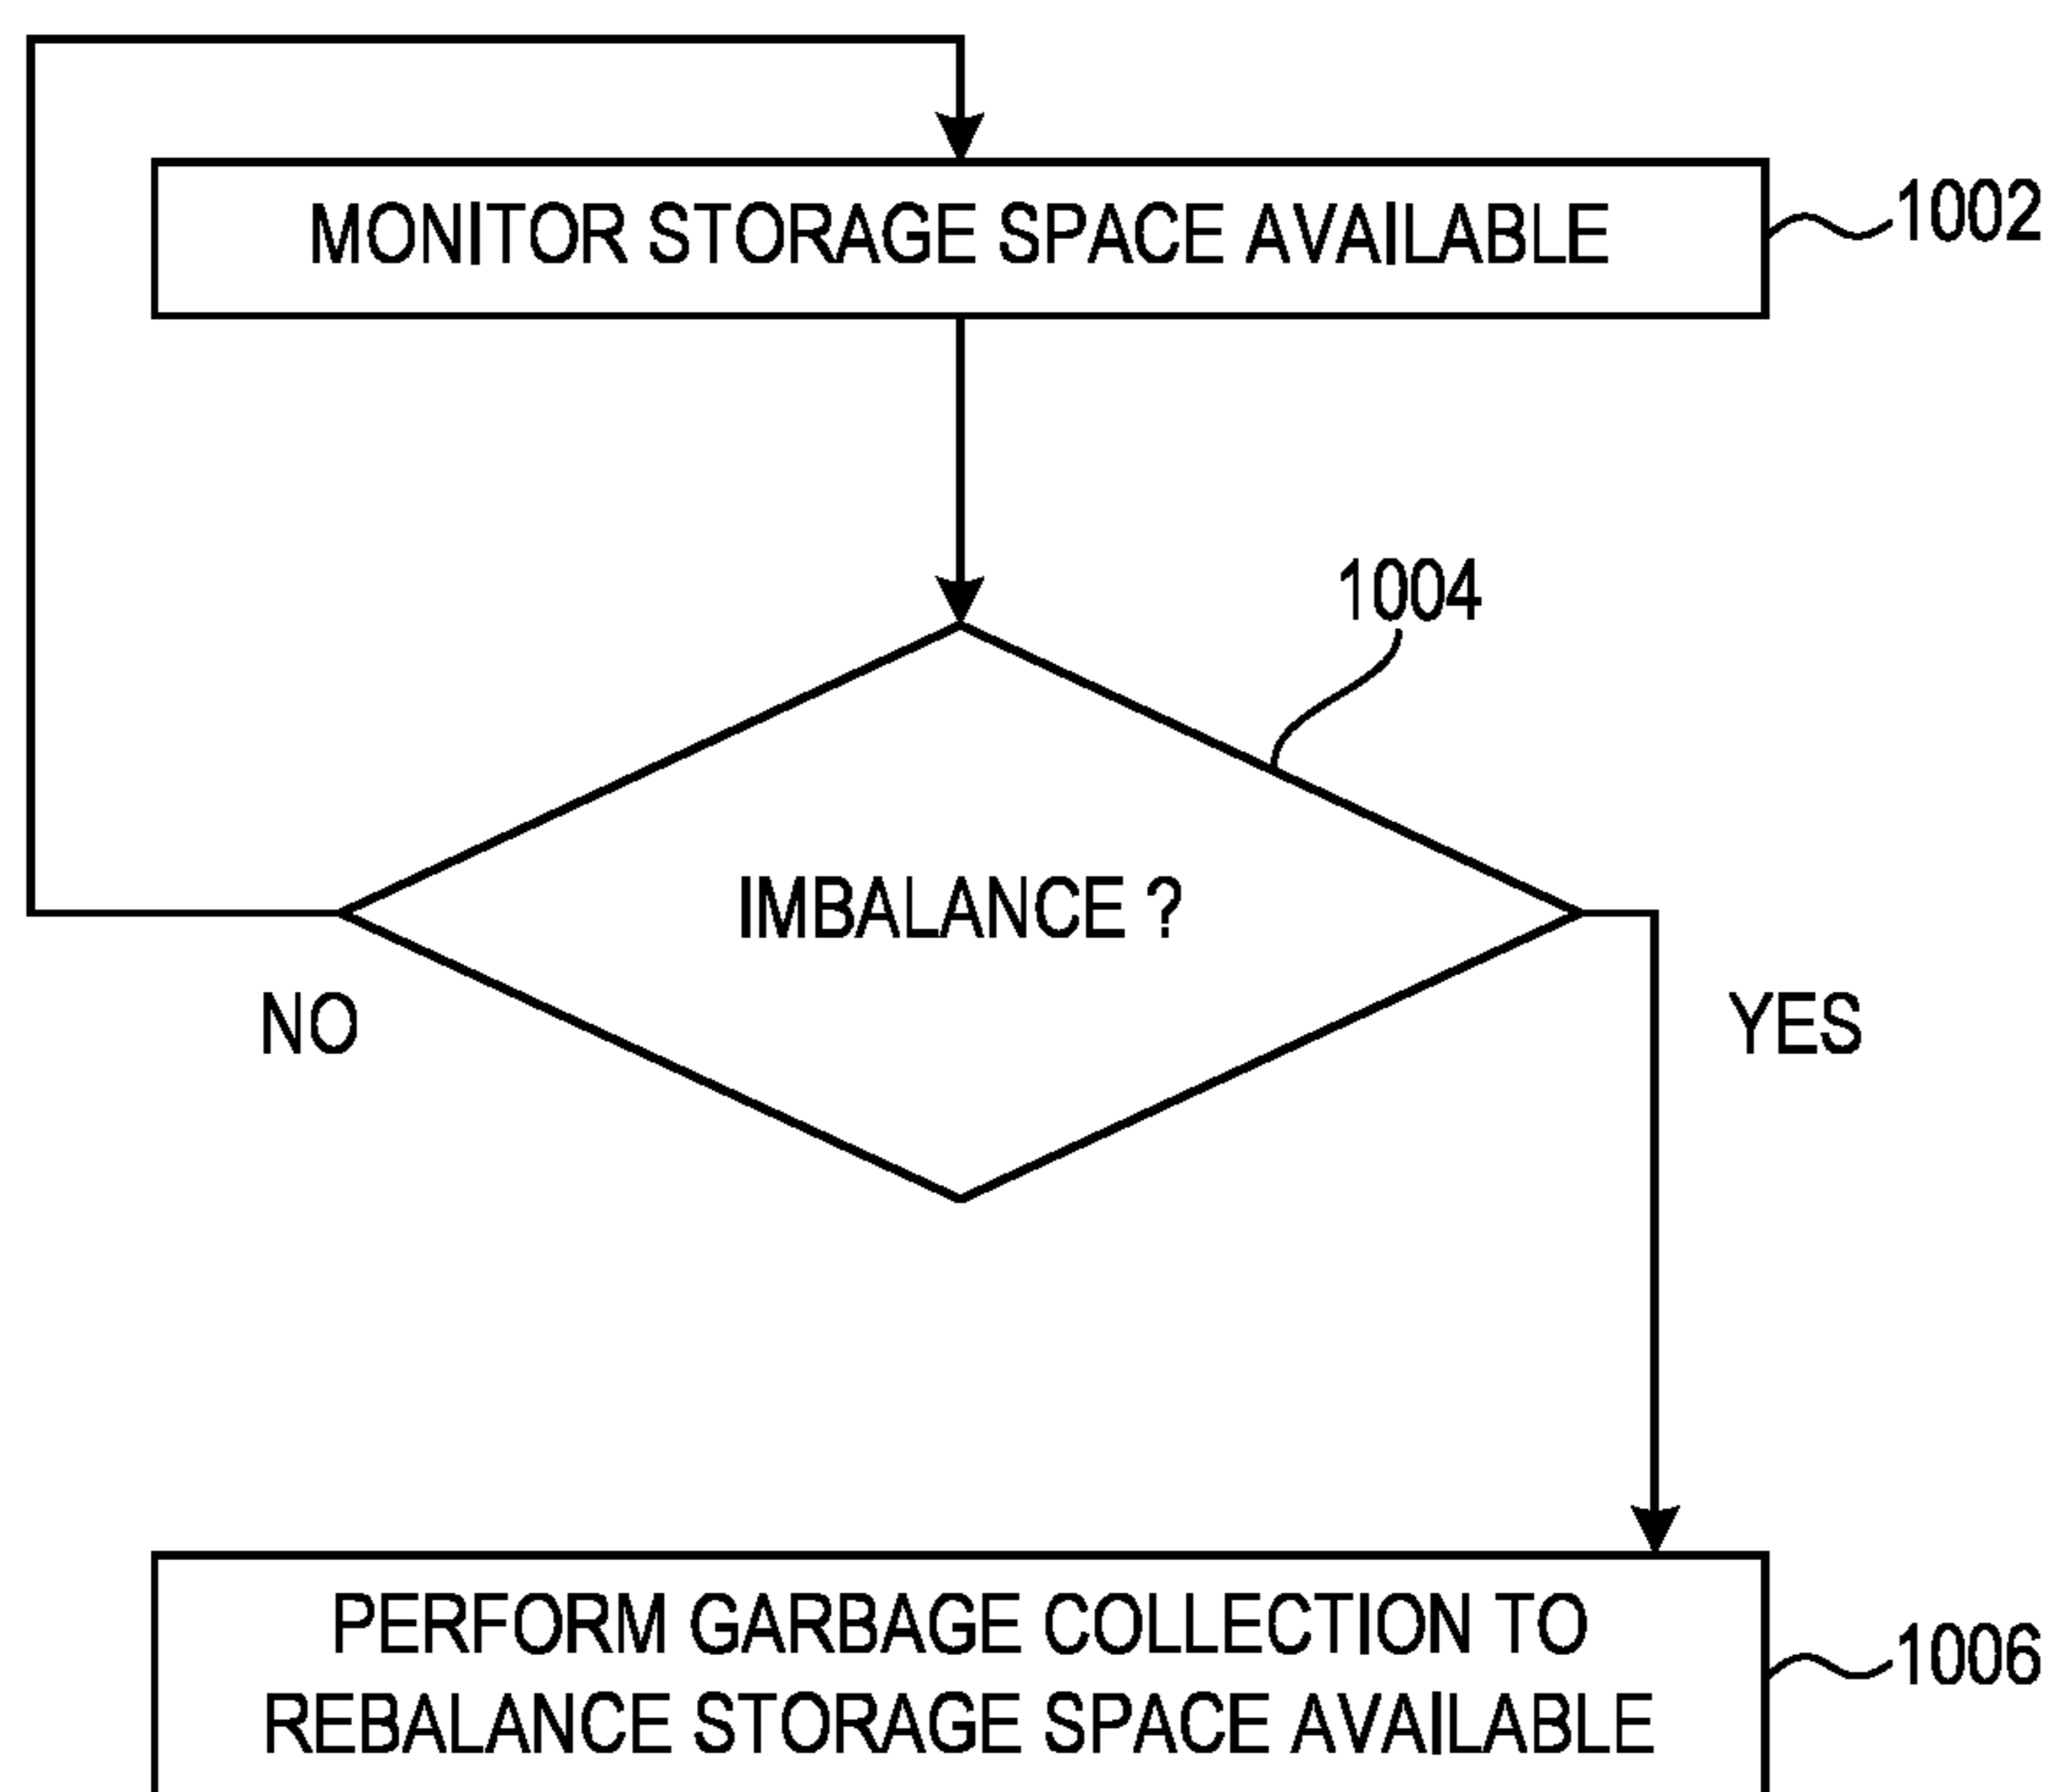 MONITOR STORAGE SPACE AVAILABLE
1002
1004
IMBALANCE ?
NO
YES
PERFORM GARBAGE COLLECTION TO
REBALANCE STORAGE SPACE AVAILABLE
1006